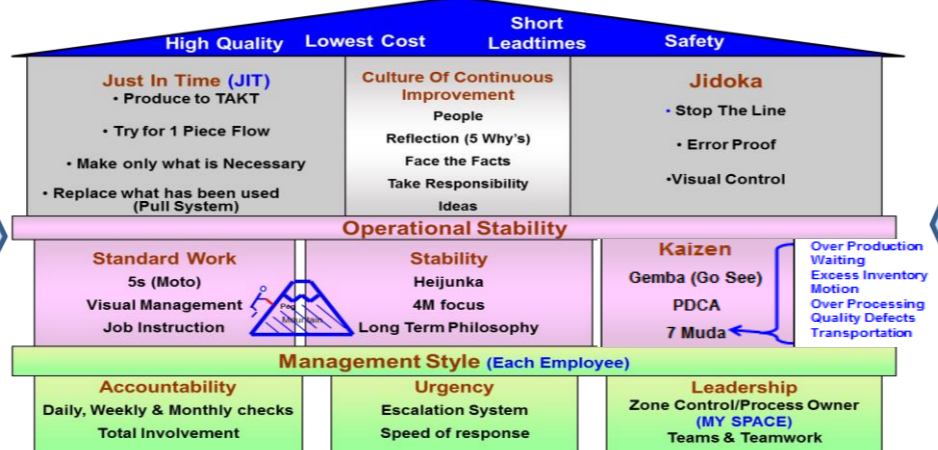 High Quality Lowest Cost Short Leadtimes Safety
Just In Time (JIT)
• Produce to TAKT
• Try for 1 Piece Flow
• Make only what is Necessary
• Replace what has been used
(Pull System)
Culture Of Continuous
Improvement
People
Reflection (5 Why's)
Face the Facts
Take Responsibility
Ideas
Jidoka
• Stop The Line
• Error Proof
•Visual Control
Operational Stability
Standard Work
5s (Moto)
Visual Management
Job Instruction
Mountain
Stability
Heijunka
4M focus
Long Term Philosophy
Kaizen
Gemba (Go See)
PDCA
7 Muda
Over Production
Waiting
Excess Inventory
Motion
Over Processing
Quality Defects
Transportation
Management Style (Each Employee)
Accountability
Daily, Weekly & Monthly checks
Total Involvement
Urgency
Escalation System
Speed of response
Leadership
Zone Control/Process Owner
(MY SPACE)
Teams & Teamwork